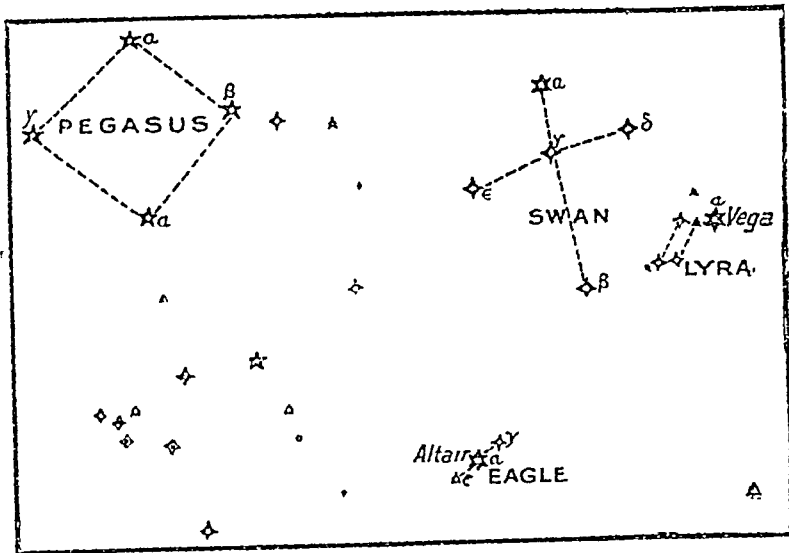 α
β
γ PEGASUS
α
α
γ δ
ε
SWAN
β
α
Vega
LYRA
Altair α γ
EAGLE